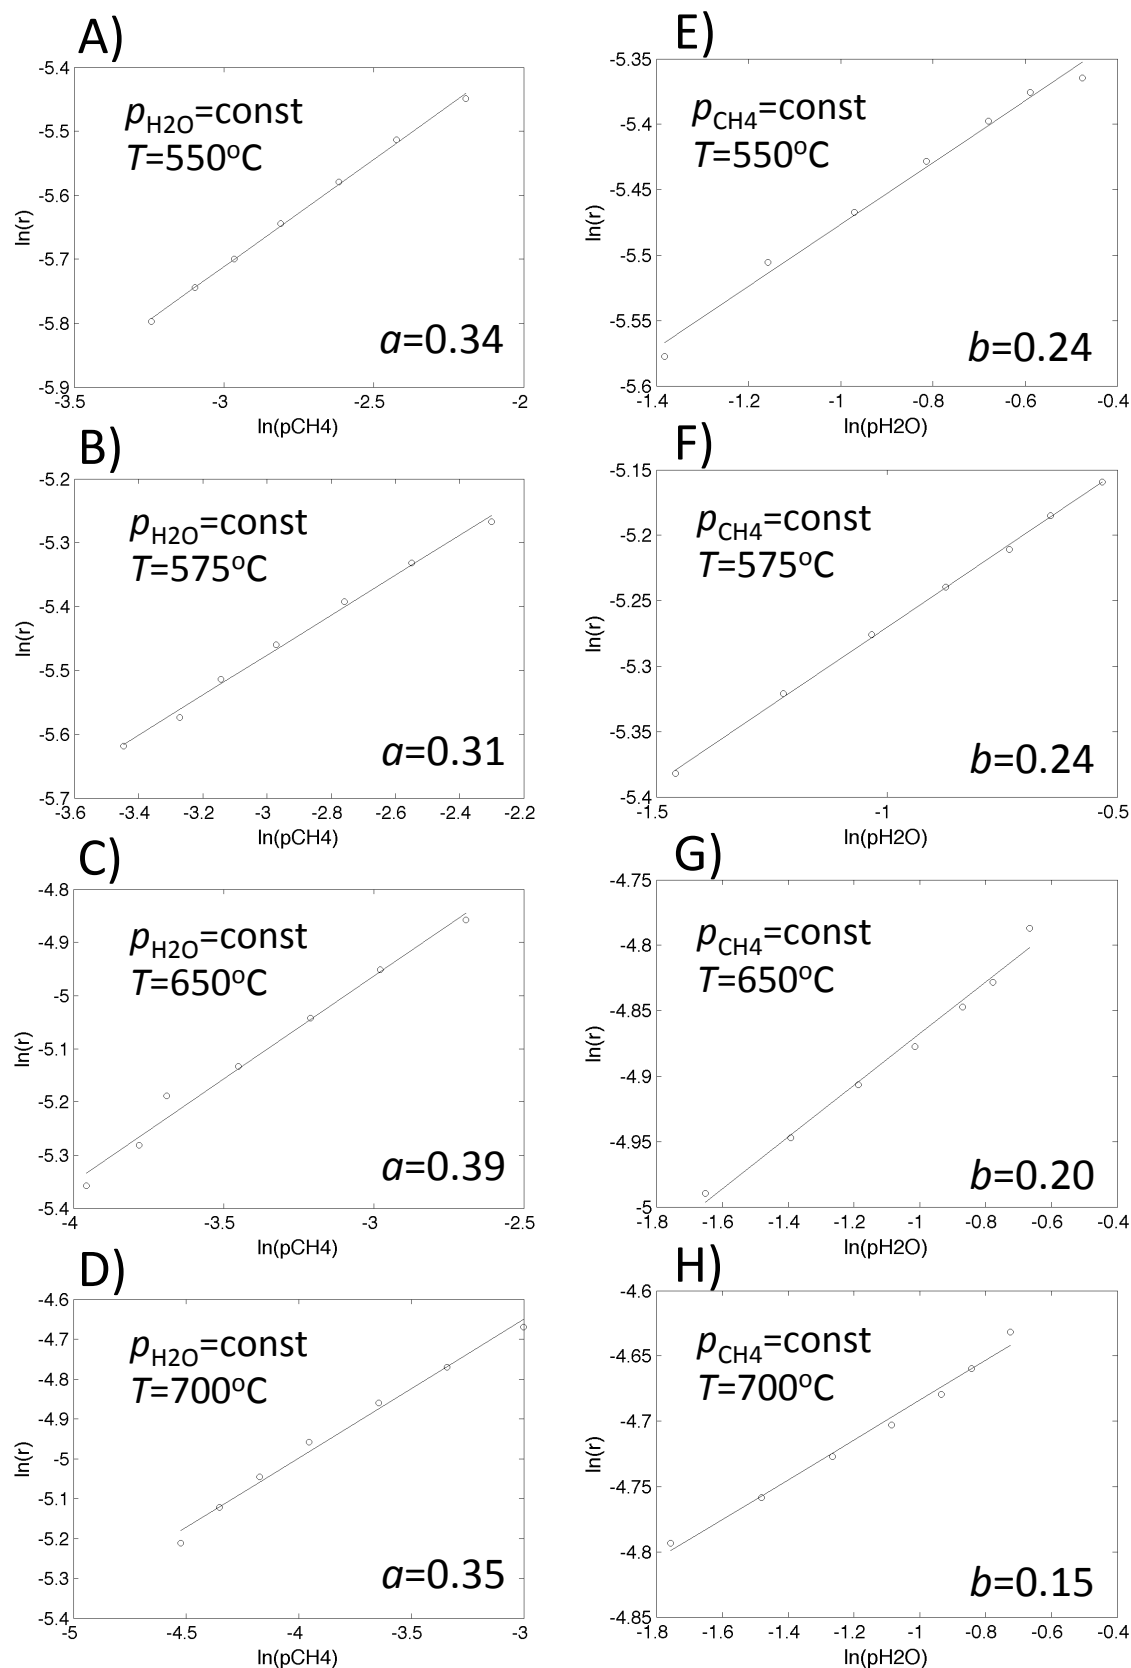 A)
-5.4
-5.5
-5.6
-5.7
-5.8
-5.9
ln(r)
pH2O=const
T=550oC
a=0.34
-3.5
-3
-2.5
-2
ln(pCH4)
E)
-5.35
-5.4
-5.45
-5.5
-5.55
-5.6
ln(r)
pCH4=const
T=550oC
b=0.24
-1.4
-1.2
-1
-0.8
-0.6
-0.4
ln(pH2O)
B)
-5.2
-5.3
-5.4
-5.5
-5.6
-5.7
ln(r)
pH2O=const
T=575oC
a=0.31
-3.6
-3.4
-3.2
-3
-2.8
-2.6
-2.4
-2.2
ln(pCH4)
F)
-5.15
-5.2
-5.25
-5.3
-5.35
-5.4
ln(r)
pCH4=const
T=575oC
b=0.24
-1.5
-1
-0.5
ln(pH2O)
C)
-4.8
-4.9
-5
-5.1
-5.2
-5.3
-5.4
ln(r)
pH2O=const
T=650oC
a=0.39
-4
-3.5
-3
-2.5
ln(pCH4)
G)
-4.75
-4.8
-4.85
-4.9
-4.95
-5
ln(r)
pCH4=const
T=650oC
b=0.20
-1.8
-1.6
-1.4
-1.2
-1
-0.8
-0.6
-0.4
ln(pH2O)
D)
-4.6
-4.7
-4.8
-4.9
-5
-5.1
-5.2
-5.3
-5.4
ln(r)
pH2O=const
T=700oC
a=0.35
-5
-4.5
-4
-3.5
-3
ln(pCH4)
H)
-4.6
-4.65
-4.7
-4.75
-4.8
-4.85
ln(r)
pCH4=const
T=700oC
b=0.15
-1.8
-1.6
-1.4
-1.2
-1
-0.8
-0.6
-0.4
ln(pH2O)